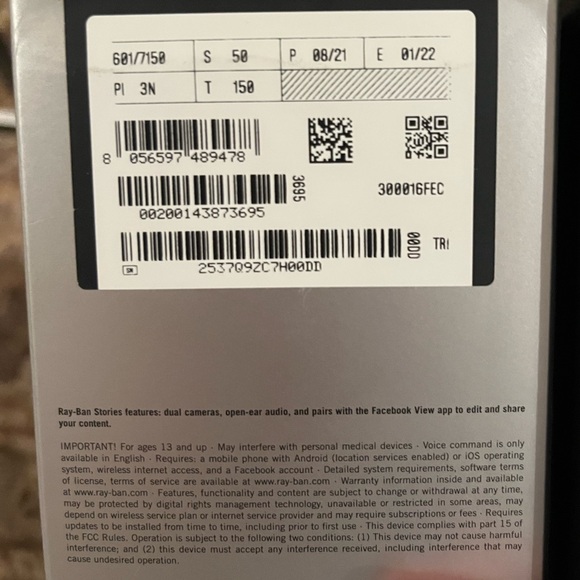 601/7150 S 50 P 08/21 E 01/22
PI 3N T 150
8 056597 489478
3695
00200143873695
300016FEC
00DD
TRI
SN
2537Q9ZC7H00DD
Ray-Ban Stories features: dual cameras, open-ear audio, and pairs with the Facebook View app to edit and share
your content.
IMPORTANT! For ages 13 and up · May interfere with personal medical devices · Voice command is only
available in English · Requires: a mobile phone with Android (location services enabled) or iOS operating
system, wireless internet access, and a Facebook account · Detailed system requirements, software terms
of license, terms of service are available at www.ray-ban.com · Warranty information inside and available
at www.ray-ban.com · Features, functionality and content are subject to change or withdrawal at any time,
may be protected by digital rights management technology, unavailable or restricted in some areas, may
depend on wireless service plan or internet service provider and may require subscriptions or fees · Requires
updates to be installed from time to time, including prior to first use · This device complies with part 15 of
the FCC Rules. Operation is subject to the following two conditions: (1) This device may not cause harmful
interference; and (2) this device must accept any interference received, including interference that may
cause undesired operation.